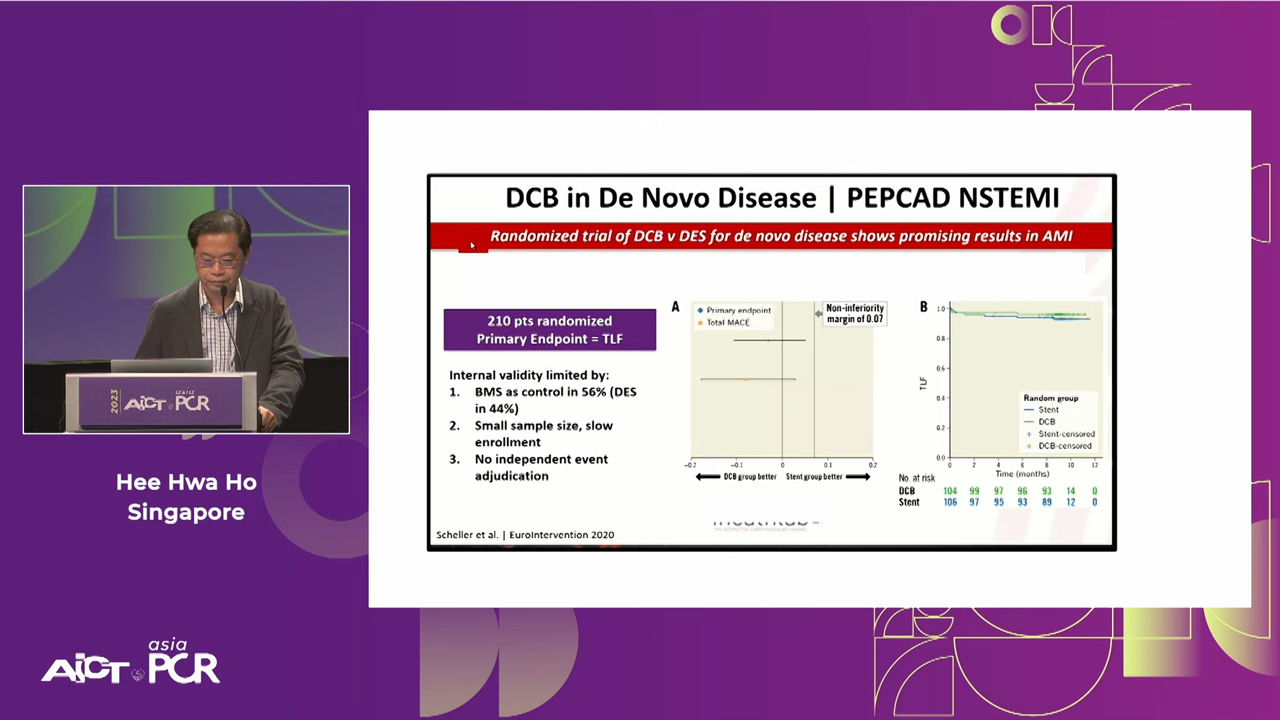 DCB in De Novo Disease | PEPCAD NSTEMI
Randomized trial of DCB v DES for de novo disease shows promising results in AMI
210 pts randomized
Primary Endpoint = TLF
Internal validity limited by:
1. BMS as control in 56% (DES
in 44%)
2. Small sample size, slow
enrollment
3. No independent event
adjudication
Scheller et al. | EuroIntervention 2020
A
Primary endpoint
Total MACE
Non-inferiority
margin of 0.07
-0.2 -0.1 0 0.1 0.2
DCB group better Stent group better
B
1.0
0.8
0.6
0.4
0.2
0.0
TLF
Random group
Stent
DCB
Stent-censored
DCB-censored
0 2 4 6 8 10 12
Time (months)
No. at risk
DCB 104 99 97 96 93 14 0
Stent 106 97 95 93 89 12 0
2023 AICT asia PCR
Hee Hwa Ho
Singapore
asia
AICT PCR